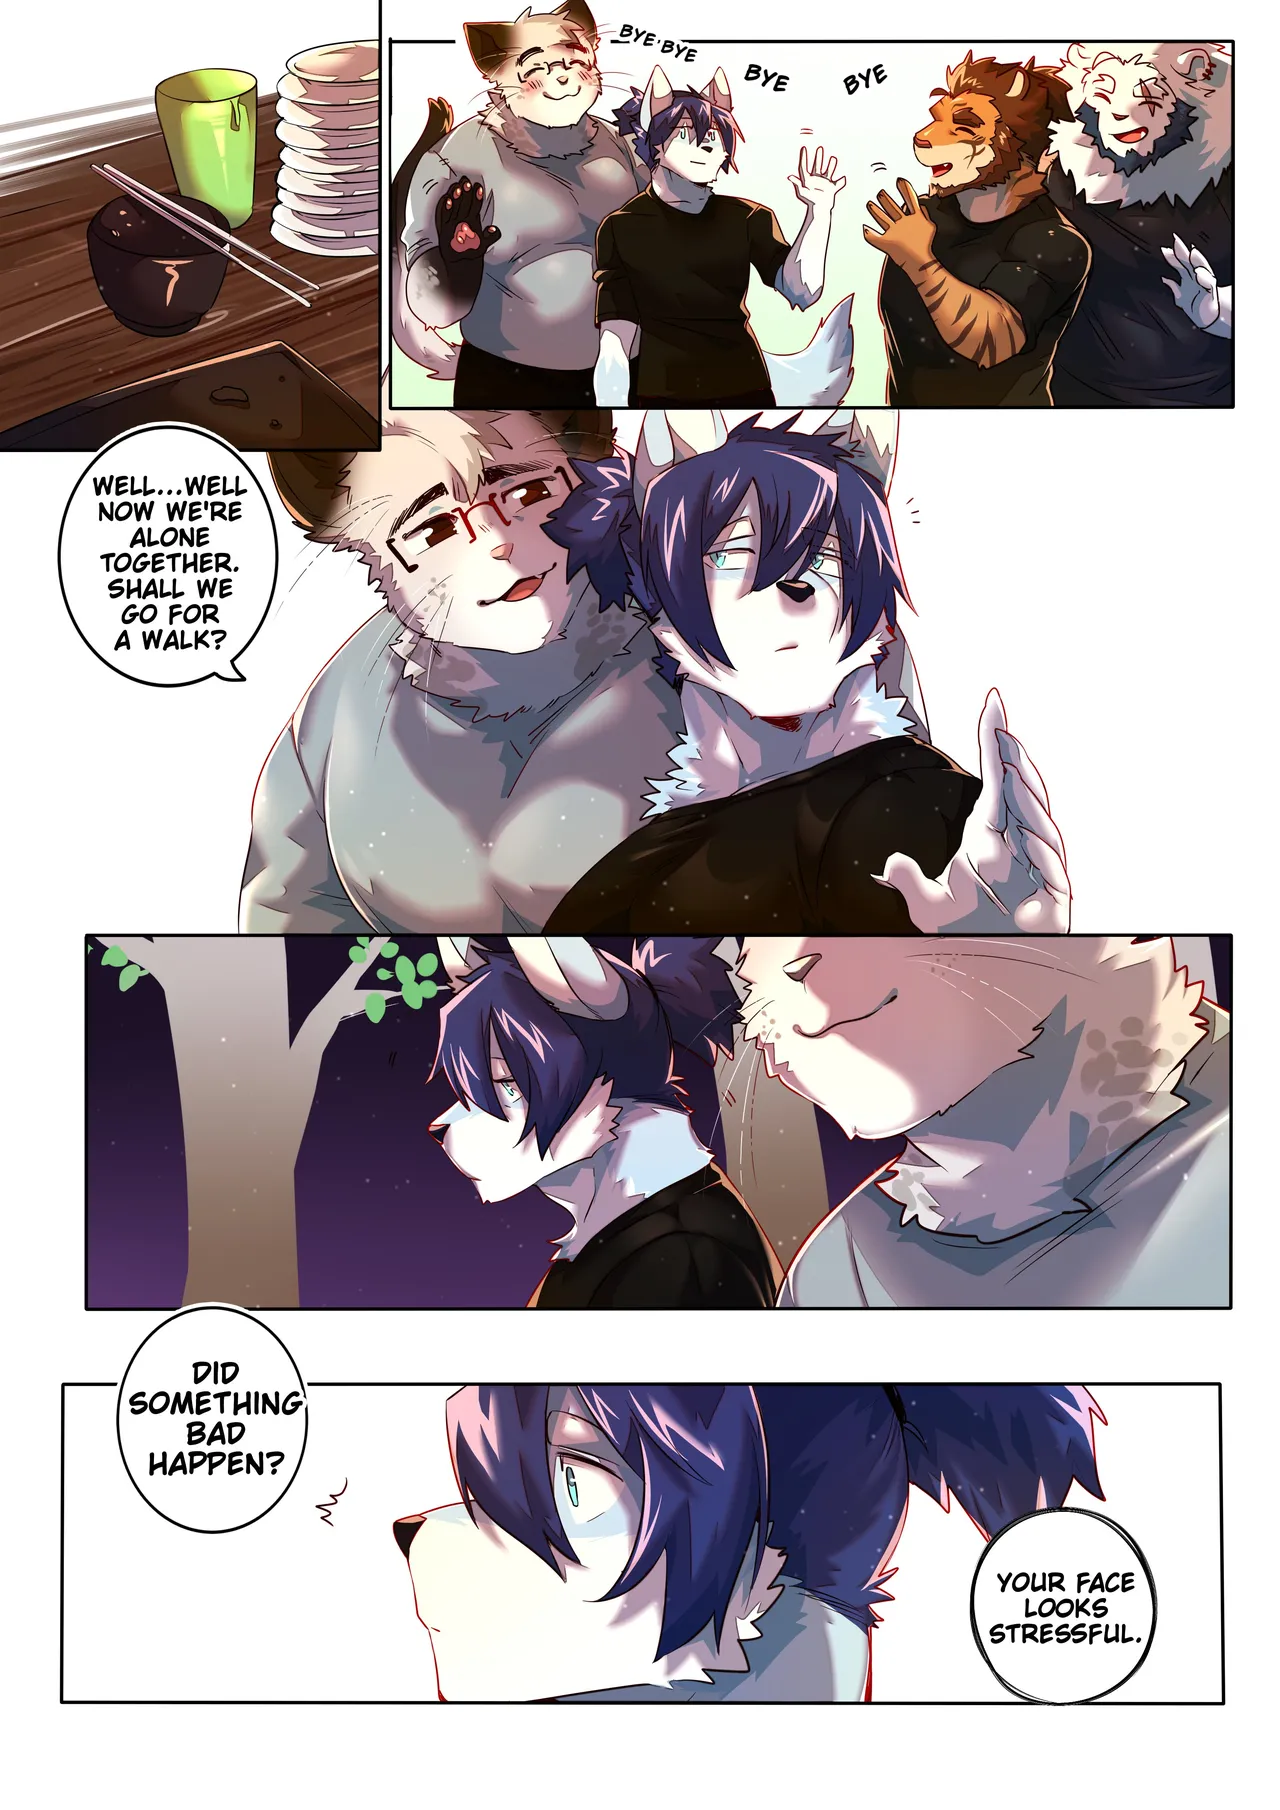 BYE BYE
BYE
BYE
WELL...WELL
NOW WE'RE
ALONE
TOGETHER.
SHALL WE
GO FOR
A WALK?
DID
SOMETHING
BAD
HAPPEN?
YOUR FACE
LOOKS
STRESSFUL.